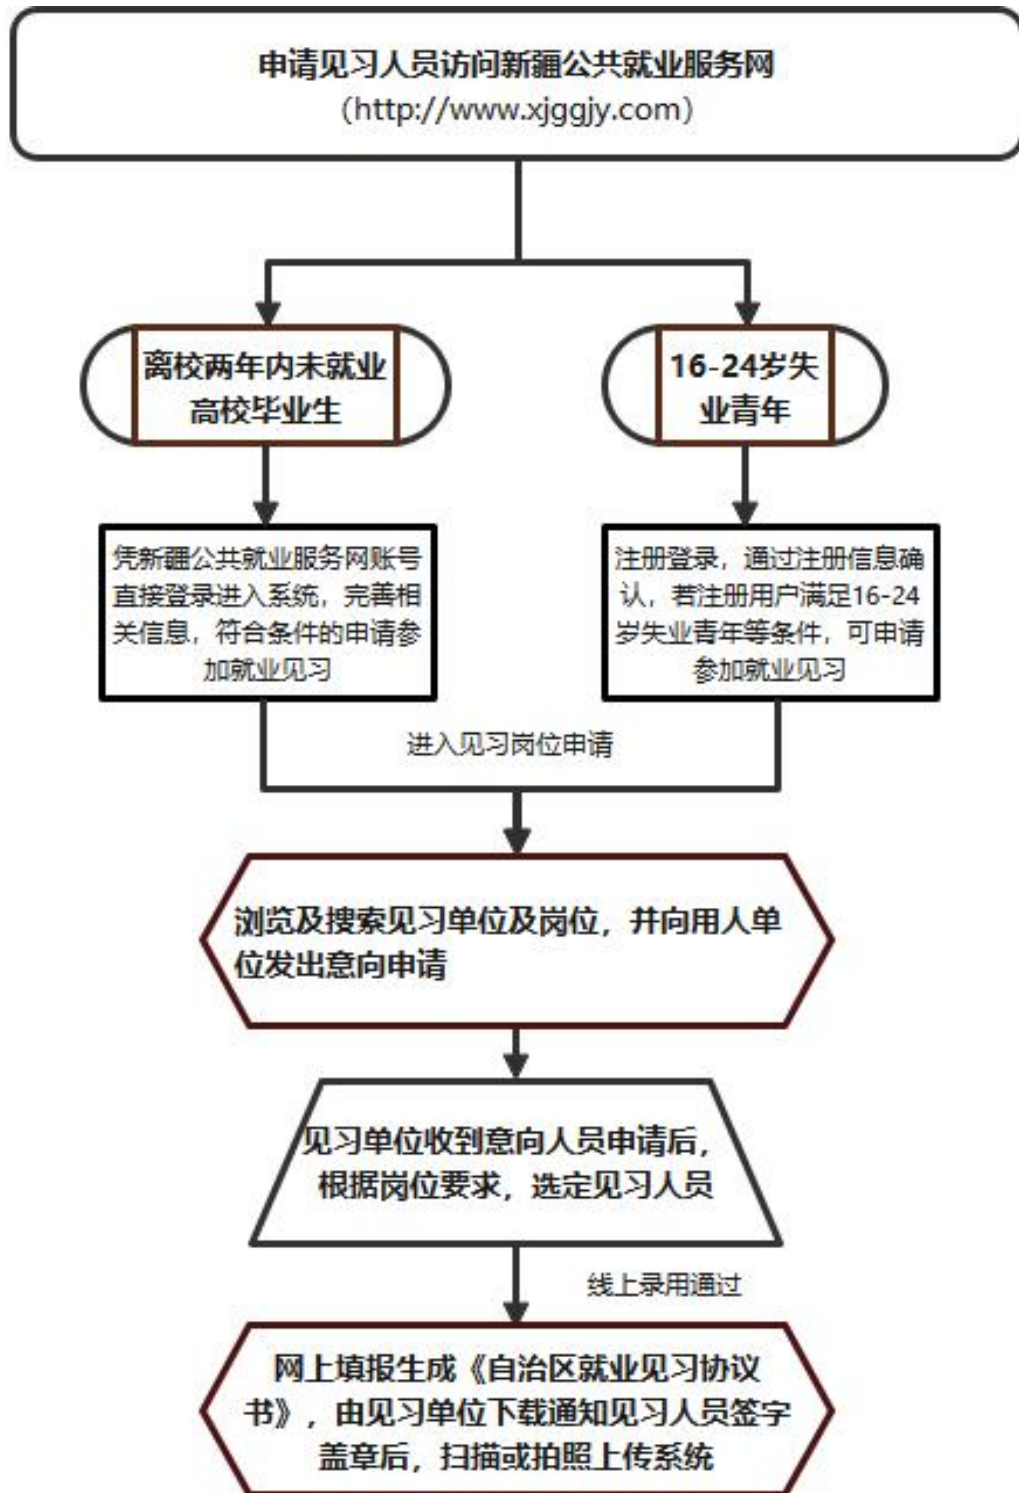 申请见习人员访问新疆公共就业服务网
（http://www.xjggjy.com）
离校两年内未就业
高校毕业生
16-24岁失
业青年
凭新疆公共就业服务网账号
直接登录进入系统，完善相
关信息，符合条件的申请参
加就业见习
注册登录，通过注册信息确
认，若注册用户满足16-24
岁失业青年等条件，可申请
参加就业见习
进入见习岗位申请
浏览及搜索见习单位及岗位，并向用人单
位发出意向申请
见习单位收到意向人员申请后，
根据岗位要求，选定见习人员
线上录用通过
网上填报生成《自治区就业见习协议
书》，由见习单位下载通知见习人员签字
盖章后，扫描或拍照上传系统